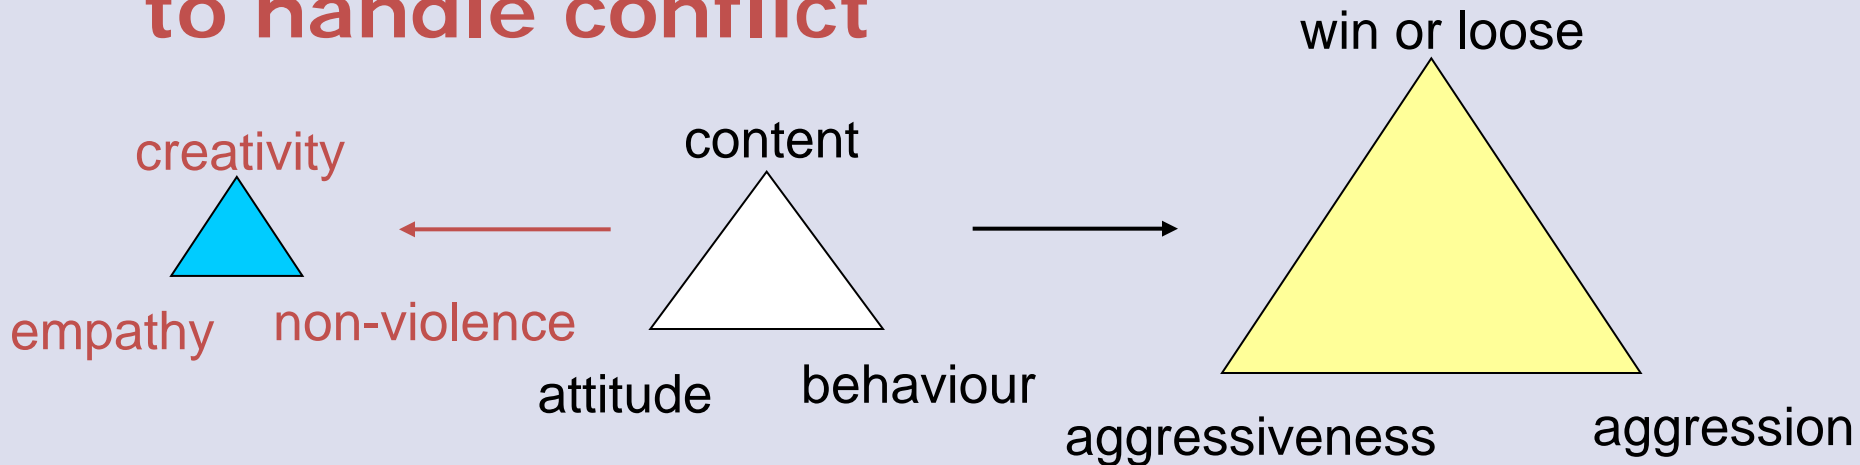 to handle conflict
win or loose
content
creativity
empathy
non-violence
attitude
behaviour
aggressiveness
aggression